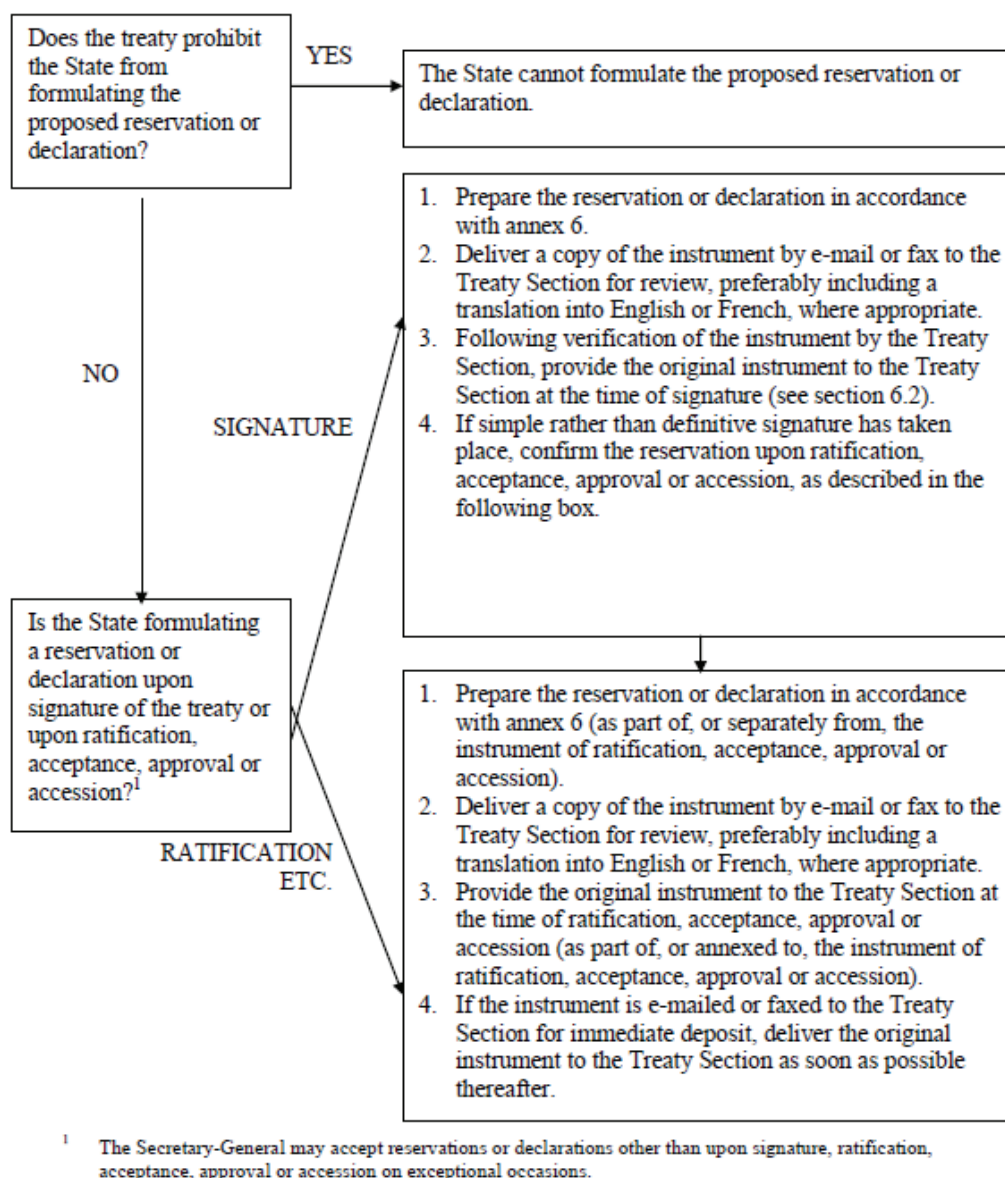 Does the treaty prohibit
the State from
formulating the
proposed reservation or
declaration?
YES
The State cannot formulate the proposed reservation or
declaration.
NO
SIGNATURE
1. Prepare the reservation or declaration in accordance
with annex 6.
2. Deliver a copy of the instrument by e-mail or fax to the
Treaty Section for review, preferably including a
translation into English or French, where appropriate.
3. Following verification of the instrument by the Treaty
Section, provide the original instrument to the Treaty
Section at the time of signature (see section 6.2).
4. If simple rather than definitive signature has taken
place, confirm the reservation upon ratification,
acceptance, approval or accession, as described in the
following box.
Is the State formulating
a reservation or
declaration upon
signature of the treaty or
upon ratification,
acceptance, approval or
accession?1
RATIFICATION
ETC.
1. Prepare the reservation or declaration in accordance
with annex 6 (as part of, or separately from, the
instrument of ratification, acceptance, approval or
accession).
2. Deliver a copy of the instrument by e-mail or fax to the
Treaty Section for review, preferably including a
translation into English or French, where appropriate.
3. Provide the original instrument to the Treaty Section at
the time of ratification, acceptance, approval or
accession (as part of, or annexed to, the instrument of
ratification, acceptance, approval or accession).
4. If the instrument is e-mailed or faxed to the Treaty
Section for immediate deposit, deliver the original
instrument to the Treaty Section as soon as possible
thereafter.
1 The Secretary-General may accept reservations or declarations other than upon signature, ratification,
acceptance, approval or accession on exceptional occasions.